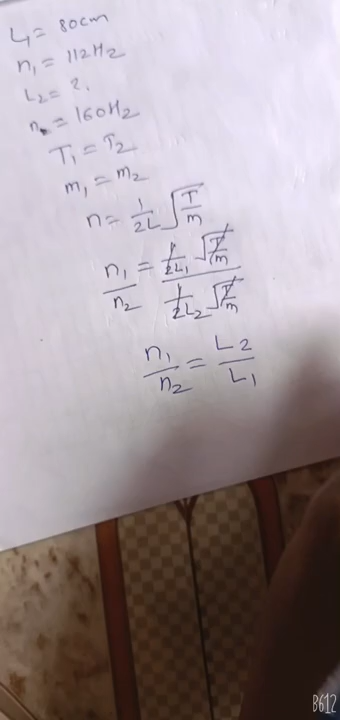 L₁ = 80cm
n₁ = 112Hz
L₂ = ?.
n₂ = 160Hz
T₁ = T₂
m₁ = m₂
n = 1/2L √T/m
n₁/n₂ = 1/2L₁ √T/m / 1/2L₂ √T/m
n₁/n₂ = L₂/L₁
B612